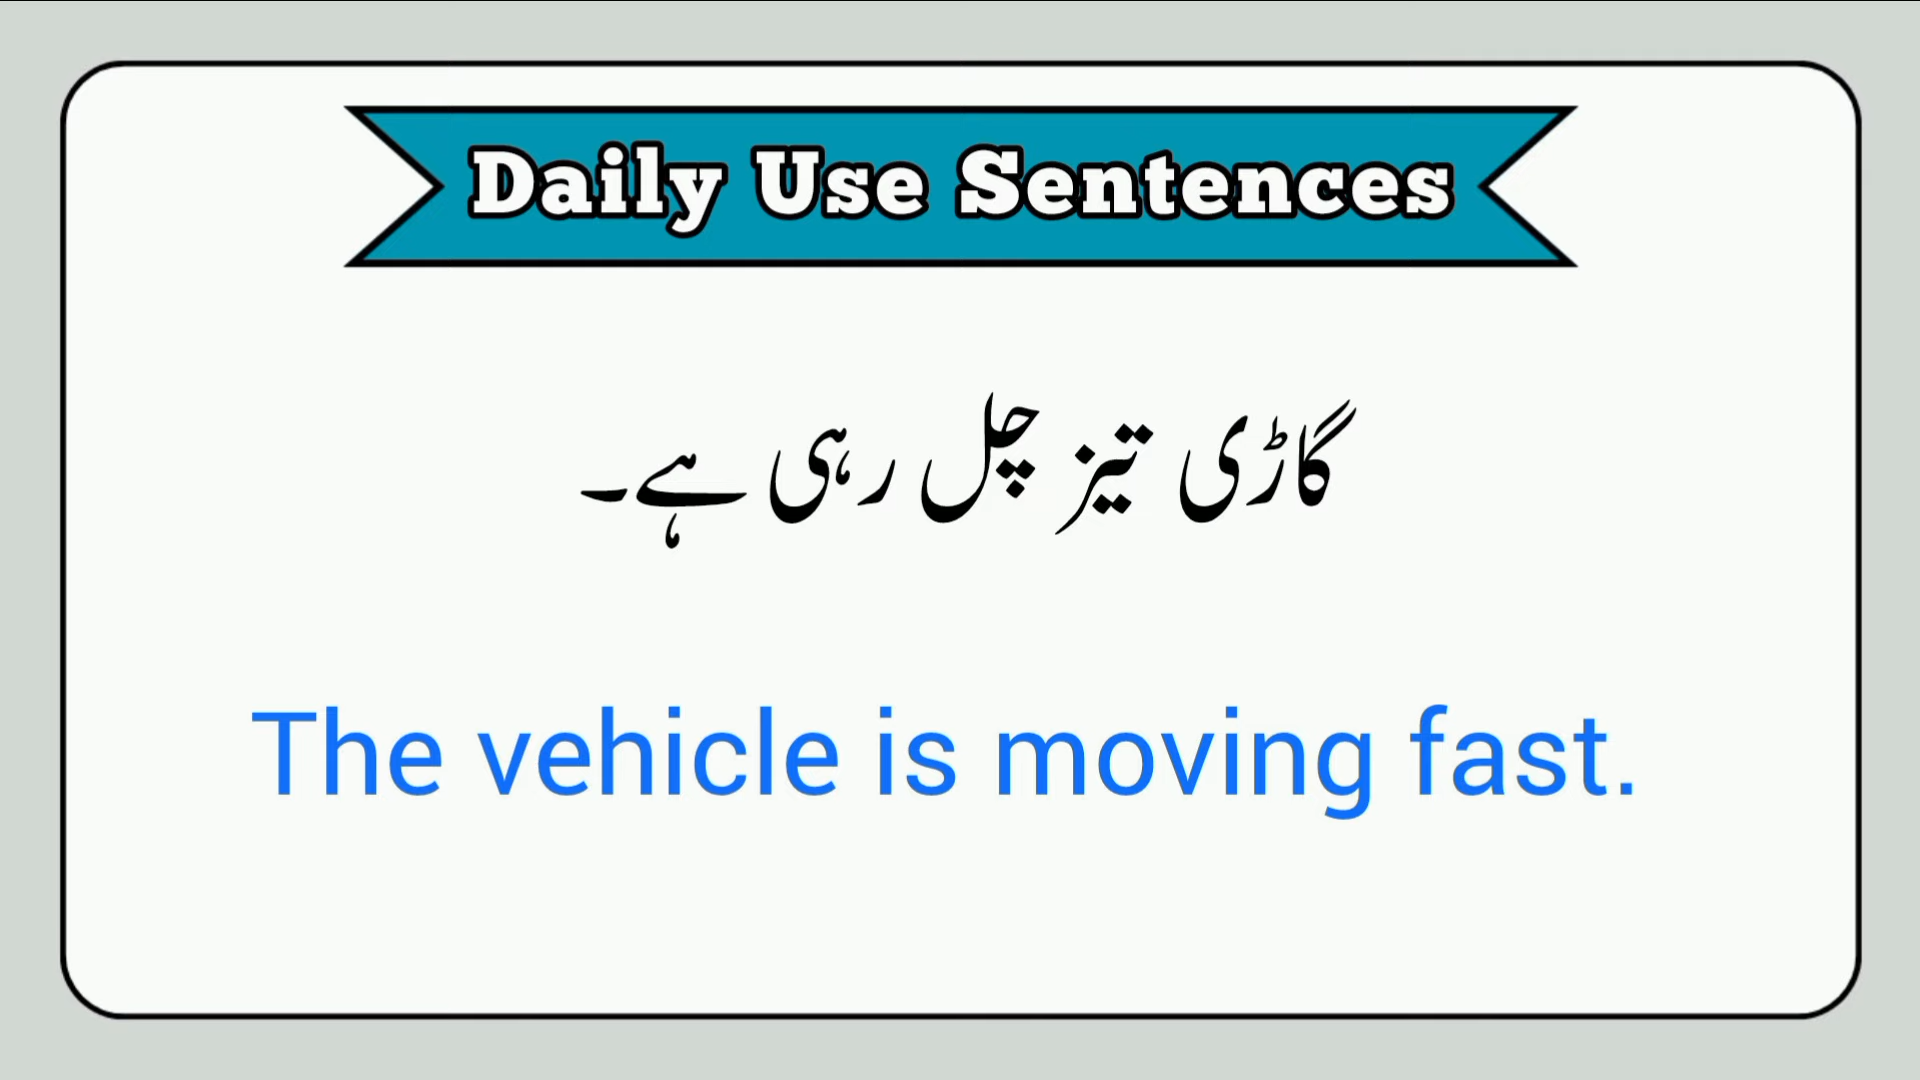 Daily Use Sentences
گاڑی تیز چل رہی ہے۔
The vehicle is moving fast.